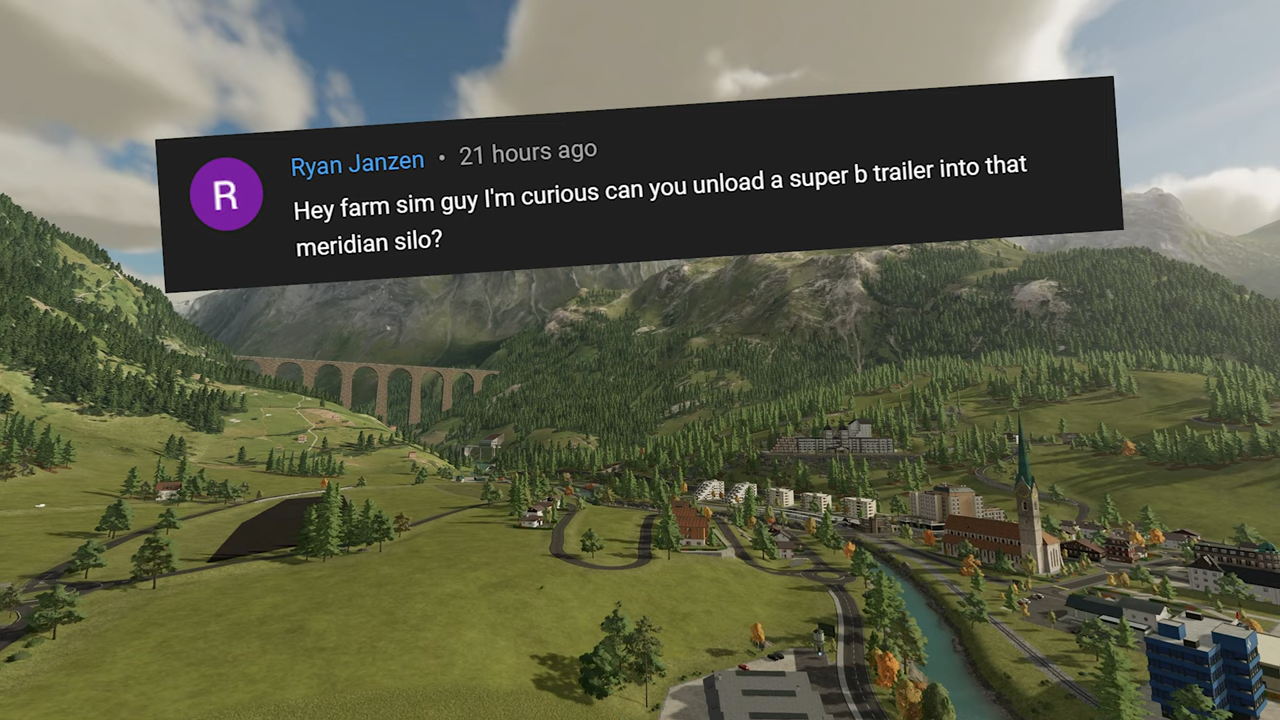 R
Ryan Janzen • 21 hours ago
Hey farm sim guy I'm curious can you unload a super b trailer into that
meridian silo?